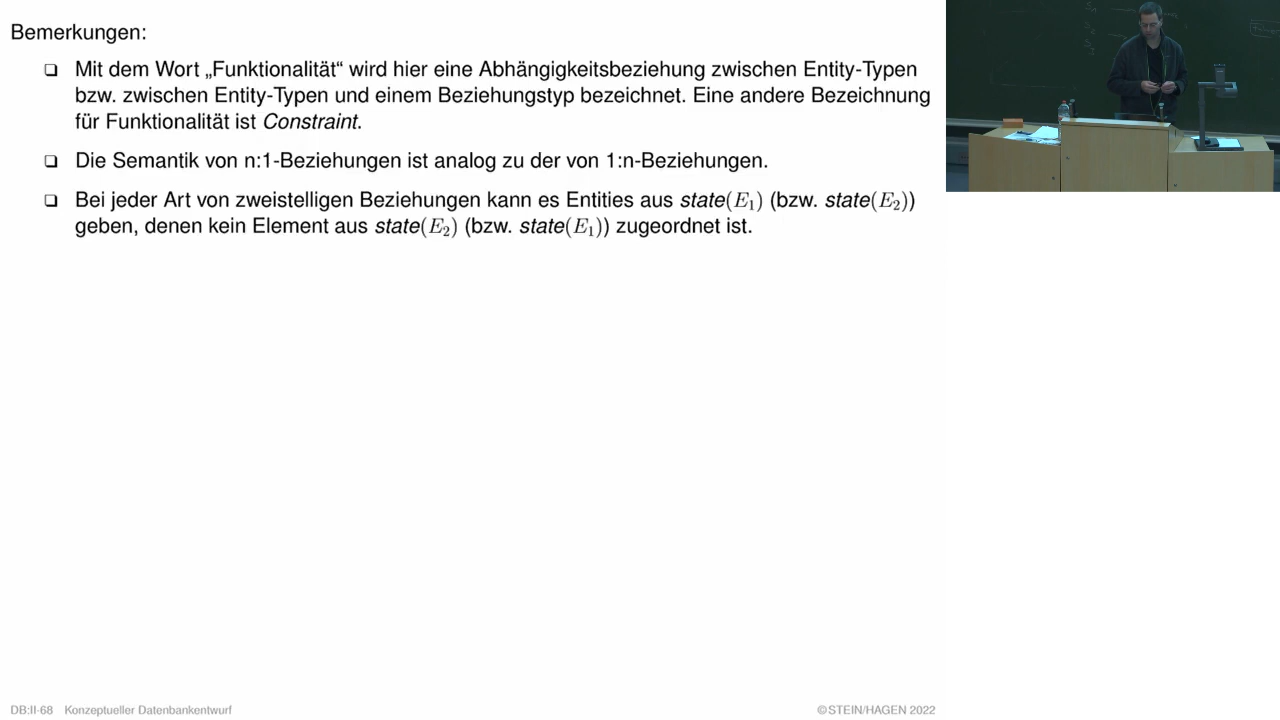 Bemerkungen:
❑ Mit dem Wort „Funktionalität“ wird hier eine Abhängigkeitsbeziehung zwischen Entity-Typen
bzw. zwischen Entity-Typen und einem Beziehungstyp bezeichnet. Eine andere Bezeichnung
für Funktionalität ist Constraint.
❑ Die Semantik von n:1-Beziehungen ist analog zu der von 1:n-Beziehungen.
❑ Bei jeder Art von zweistelligen Beziehungen kann es Entities aus state(E₁) (bzw. state(E₂))
geben, denen kein Element aus state(E₂) (bzw. state(E₁)) zugeordnet ist.
DB:II-68 Konzeptueller Datenbankentwurf
©STEIN/HAGEN 2022